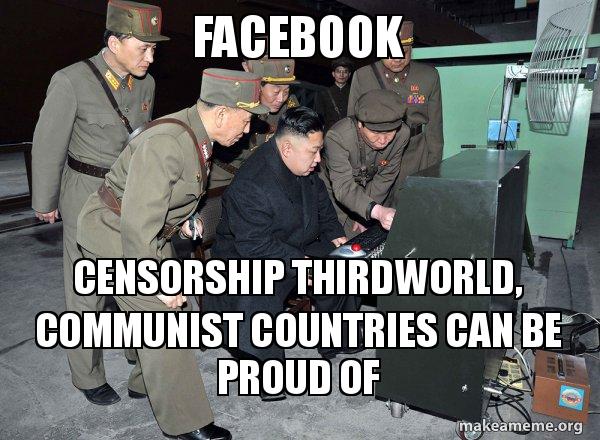 FACEBOOK
CENSORSHIP THIRDWORLD,
COMMUNIST COUNTRIES CAN BE
PROUD OF
makeameme.org